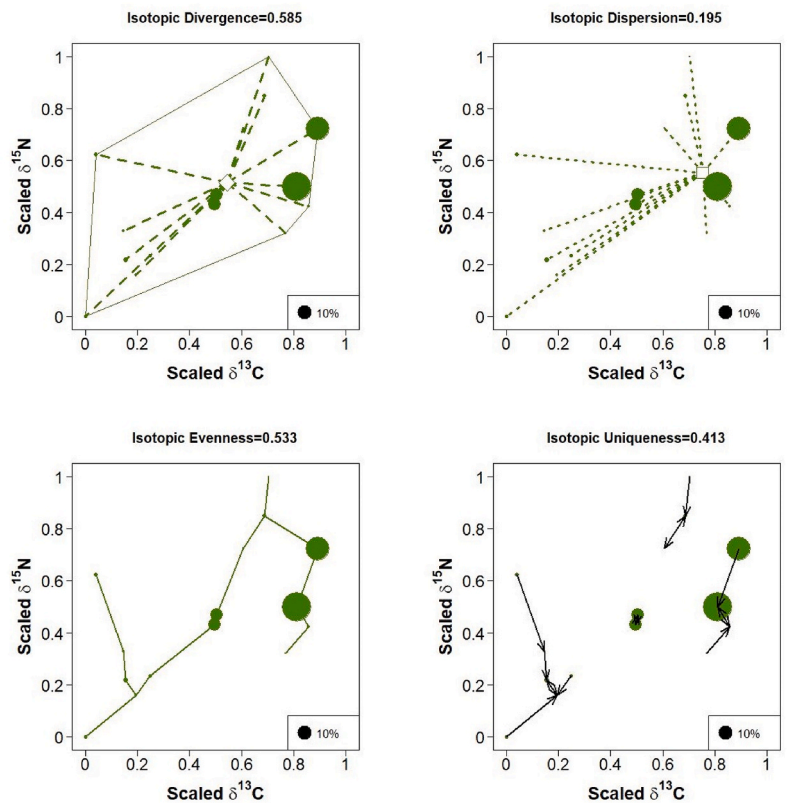 Isotopic Divergence=0.585
Scaled δ¹⁵N
1
0.8
0.6
0.4
0.2
0
0 0.2 0.4 0.6 0.8 1
10%
Scaled δ¹³C
Isotopic Dispersion=0.195
Scaled δ¹⁵N
1
0.8
0.6
0.4
0.2
0
0 0.2 0.4 0.6 0.8 1
10%
Scaled δ¹³C
Isotopic Evenness=0.533
Scaled δ¹⁵N
1
0.8
0.6
0.4
0.2
0
0 0.2 0.4 0.6 0.8 1
10%
Scaled δ¹³C
Isotopic Uniqueness=0.413
Scaled δ¹⁵N
1
0.8
0.6
0.4
0.2
0
0 0.2 0.4 0.6 0.8 1
10%
Scaled δ¹³C